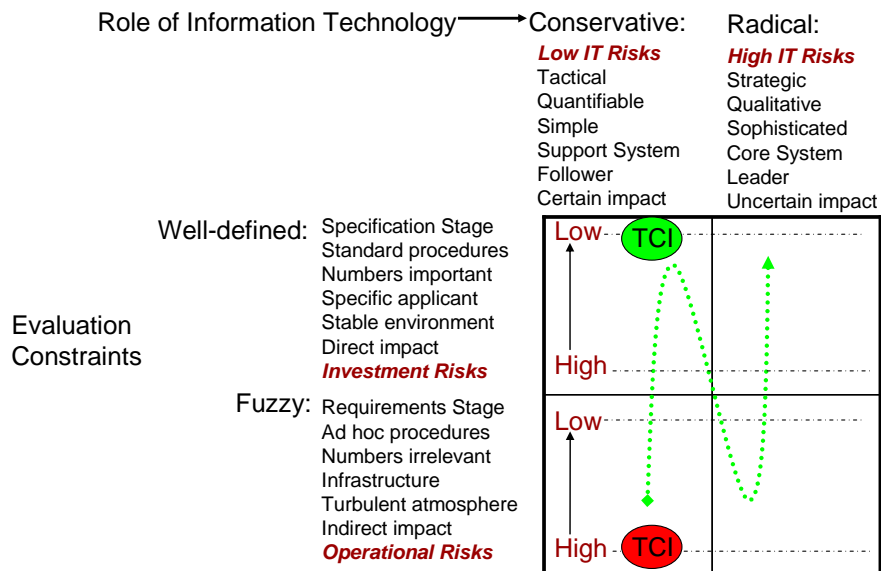 Role of Information Technology
Conservative:
Radical:
Low IT Risks
High IT Risks
Tactical
Strategic
Quantifiable
Qualitative
Simple
Sophisticated
Support System
Core System
Follower
Leader
Certain impact
Uncertain impact
Well-defined:
Specification Stage
Standard procedures
Numbers important
Specific applicant
Stable environment
Direct impact
Investment Risks
Evaluation
Constraints
Fuzzy:
Requirements Stage
Ad hoc procedures
Numbers irrelevant
Infrastructure
Turbulent atmosphere
Indirect impact
Operational Risks
Low
TCI
High
Low
High
TCI